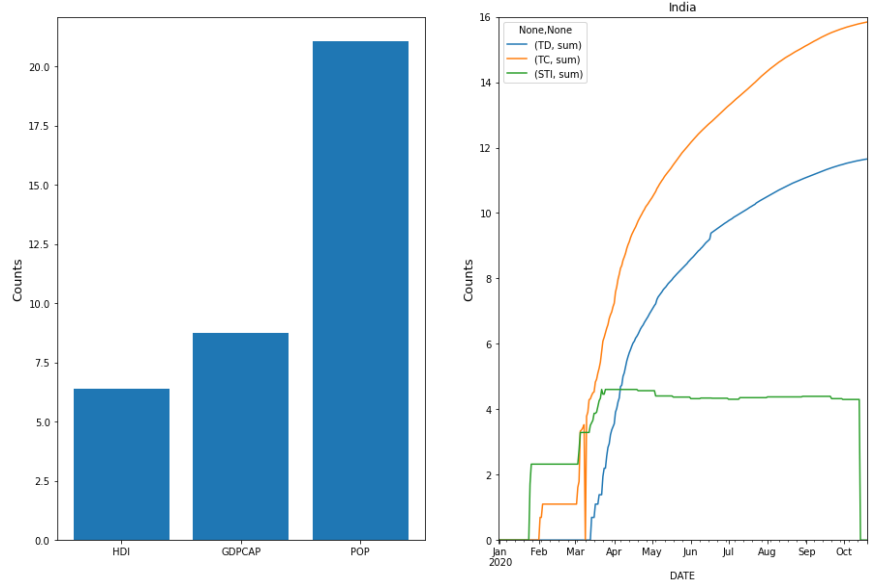 Counts
20.0
17.5
15.0
12.5
10.0
7.5
5.0
2.5
0.0
HDI
GDPCAP
POP
India
Counts
16
14
12
10
8
6
4
2
0
None,None
(TD, sum)
(TC, sum)
(STI, sum)
Jan Feb Mar Apr May Jun Jul Aug Sep Oct
2020
DATE